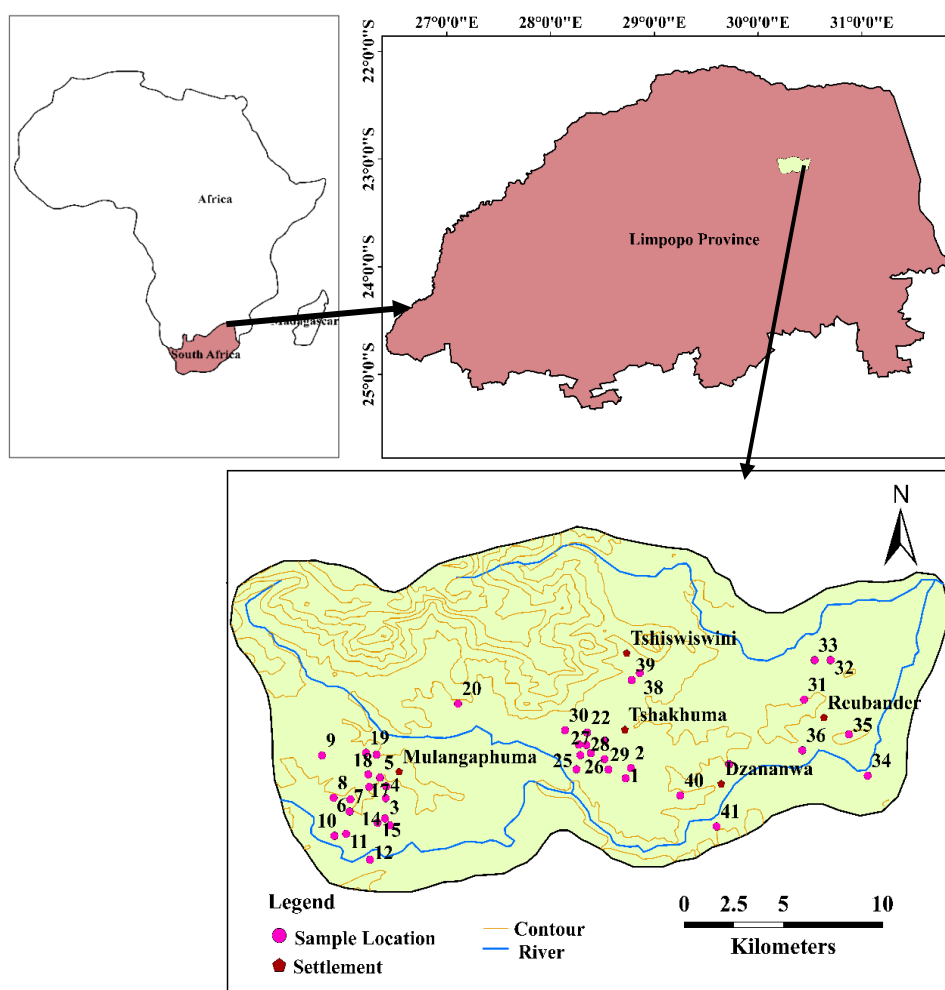 27°0'0"S 28°0'0"S 29°0'0"S 30°0'0"S 31°0'0"S
22°0'0"S
23°0'0"S
24°0'0"S
25°0'0"S
Africa
Madagascar
South Africa
Limpopo Province
N
Tshiswiswini
39
38
33
32
31
Reubander
20
30
22
Tshakhuma
27
28
35
36
9
19
Mulangaphuma
25
26
29
2
1
Dzananwa
34
18
5
4
17
8
7
6
3
40
14
15
41
10
11
12
Legend
Sample Location
Settlement
Contour
River
0 2.5 5 10
Kilometers